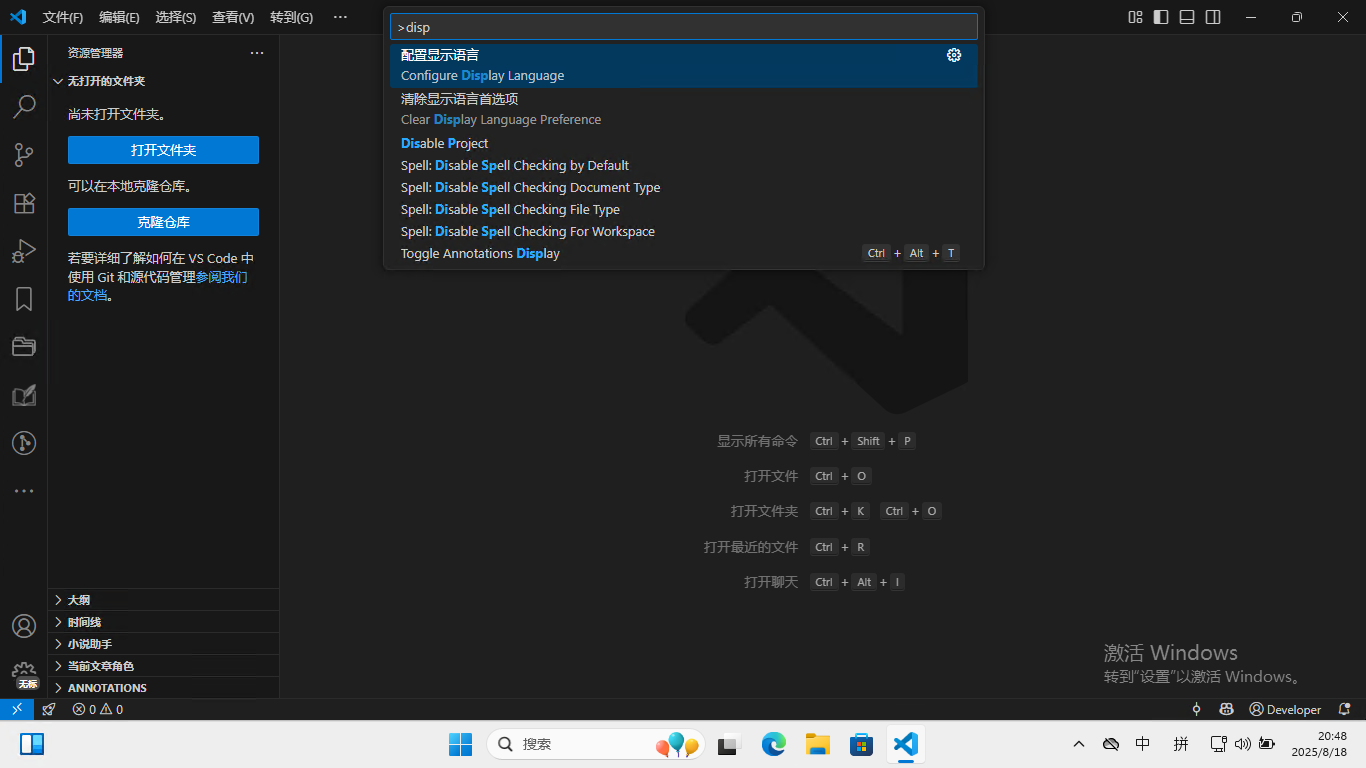 文件(F) 编辑(E) 选择(S) 查看(V) 转到(G) ···
>disp
配置显示语言
Configure Display Language
清除显示语言首选项
Clear Display Language Preference
Disable Project
Spell: Disable Spell Checking by Default
Spell: Disable Spell Checking Document Type
Spell: Disable Spell Checking File Type
Spell: Disable Spell Checking For Workspace
Toggle Annotations Display Ctrl + Alt + T
资源管理器
无打开的文件夹
尚未打开文件夹。
打开文件夹
可以在本地克隆仓库。
克隆仓库
若要详细了解如何在 VS Code 中
使用 Git 和源代码管理参阅我们
的文档。
显示所有命令 Ctrl + Shift + P
打开文件 Ctrl + O
打开文件夹 Ctrl + K Ctrl + O
打开最近的文件 Ctrl + R
打开聊天 Ctrl + Alt + I
大纲
时间线
小说助手
当前文章角色
ANNOTATIONS
无标
激活 Windows
转到"设置"以激活 Windows。
0 0
Developer
搜索
中
拼
20:48
2025/8/18